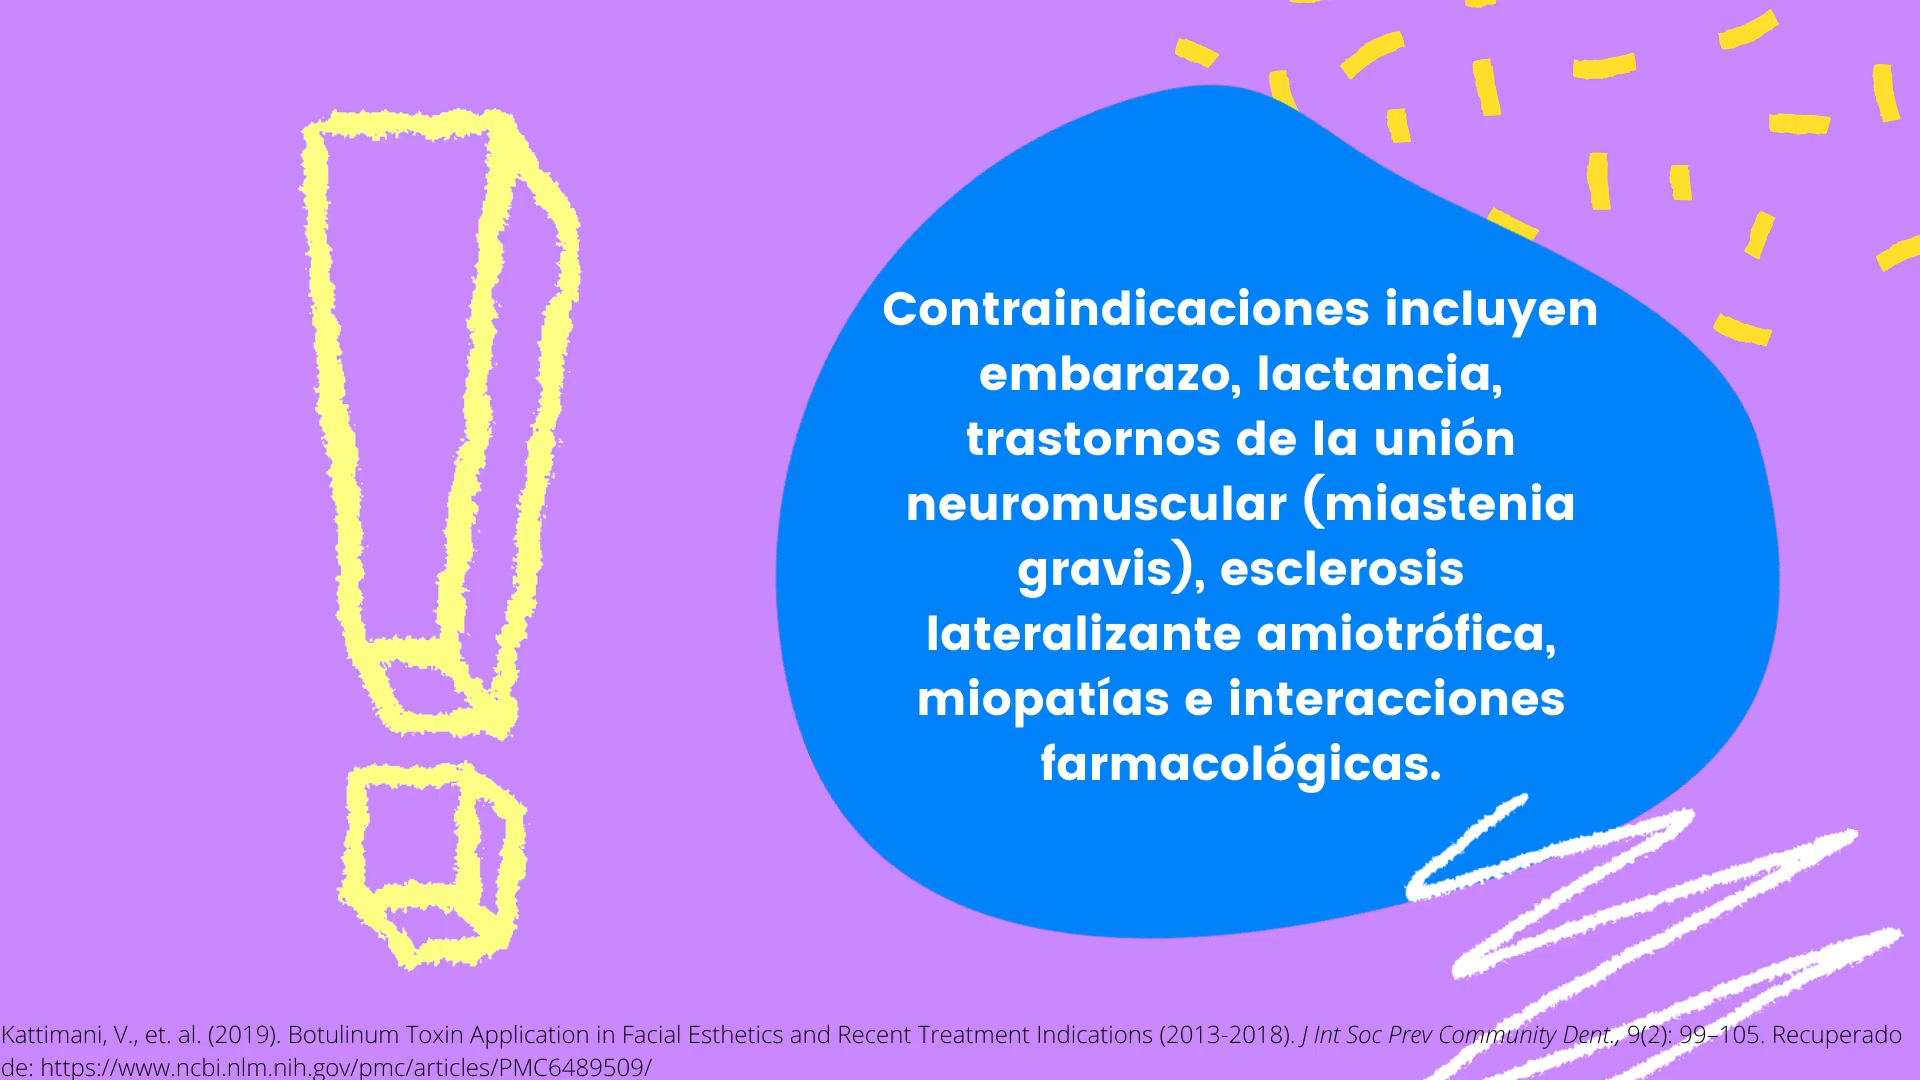 Contraindicaciones incluyen
embarazo, lactancia,
trastornos de la unión
neuromuscular (miastenia
gravis), esclerosis
lateralizante amiotrófica,
miopatías e interacciones
farmacológicas.
Kattimani, V., et. al. (2019). Botulinum Toxin Application in Facial Esthetics and Recent Treatment Indications (2013-2018). J Int Soc Prev Community Dent., 9(2): 99–105. Recuperado
de: https://www.ncbi.nlm.nih.gov/pmc/articles/PMC6489509/